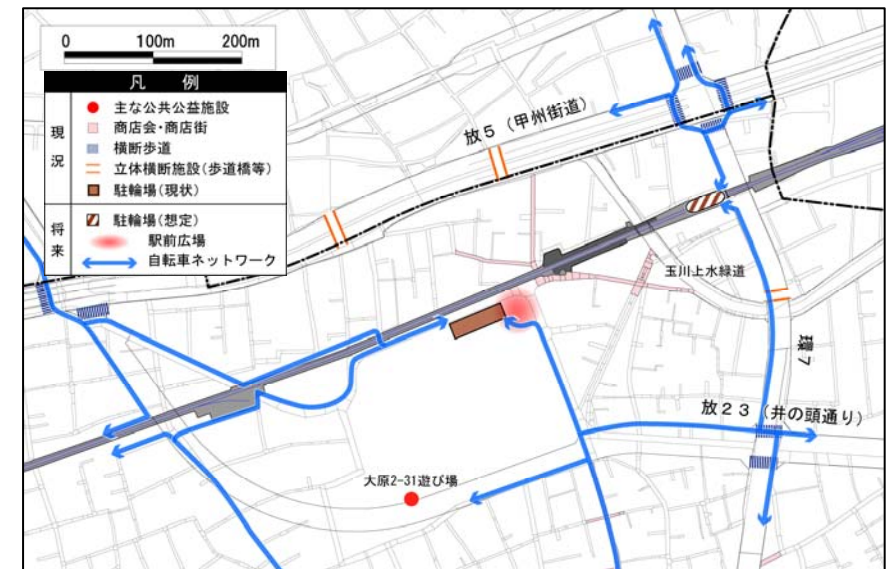 0 100m 200m
凡 例
現況
主な公共公益施設
商店会・商店街
横断歩道
立体横断施設(歩道橋等)
駐輪場(現状)
将来
駐輪場(想定)
駅前広場
自転車ネットワーク
放5(甲州街道)
玉川上水緑道
環7
放23(井の頭通り)
大原2-31遊び場